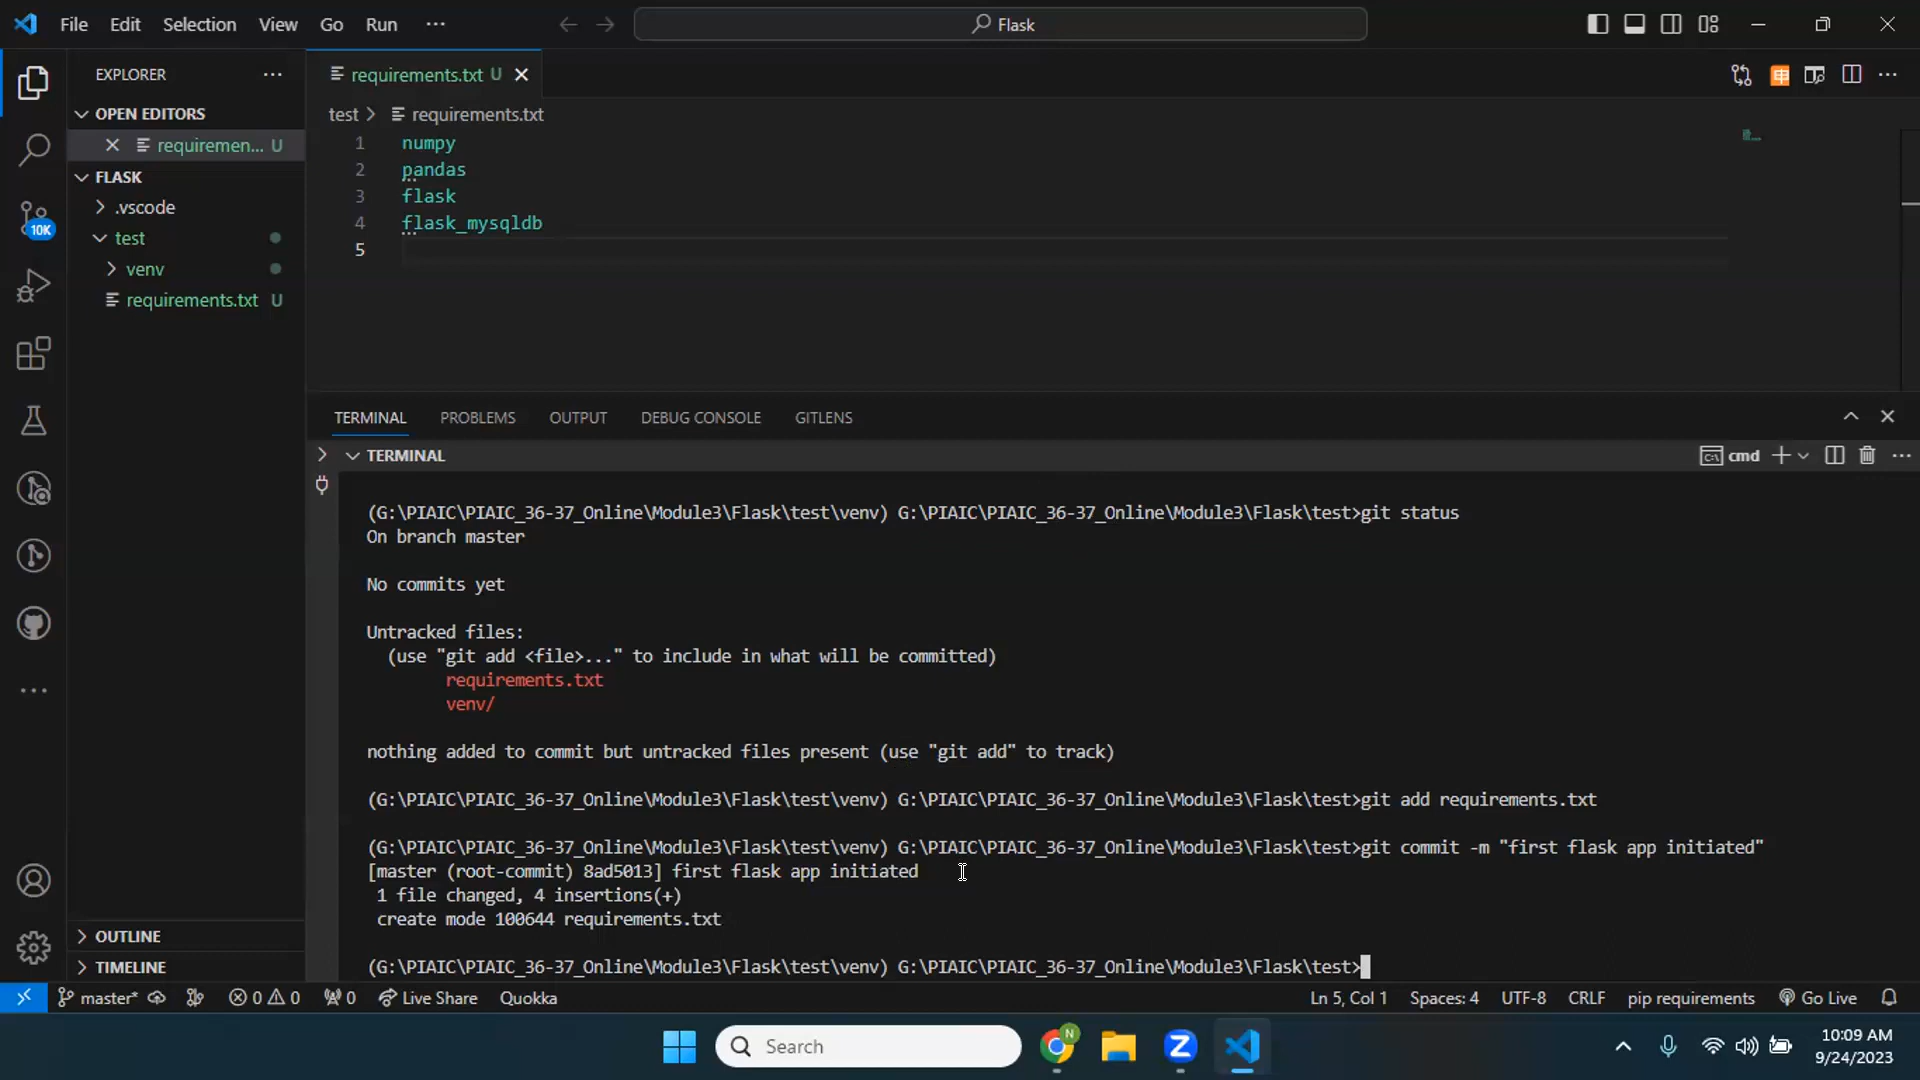 File Edit Selection View Go Run ... Flask
EXPLORER ...
requirements.txt U
OPEN EDITORS
requiremen... U
FLASK
.vscode
test
venv
requirements.txt U
10K
test > requirements.txt
1 numpy
2 pandas
3 flask
4 flask_mysqldb
5
TERMINAL PROBLEMS OUTPUT DEBUG CONSOLE GITLENS
TERMINAL
cmd
(G:\PIAIC\PIAIC_36-37_Online\Module3\Flask\test\venv) G:\PIAIC\PIAIC_36-37_Online\Module3\Flask\test>git status
On branch master
No commits yet
Untracked files:
(use "git add <file>..." to include in what will be committed)
requirements.txt
venv/
nothing added to commit but untracked files present (use "git add" to track)
(G:\PIAIC\PIAIC_36-37_Online\Module3\Flask\test\venv) G:\PIAIC\PIAIC_36-37_Online\Module3\Flask\test>git add requirements.txt
(G:\PIAIC\PIAIC_36-37_Online\Module3\Flask\test\venv) G:\PIAIC\PIAIC_36-37_Online\Module3\Flask\test>git commit -m "first flask app initiated"
[master (root-commit) 8ad5013] first flask app initiated
1 file changed, 4 insertions(+)
create mode 100644 requirements.txt
(G:\PIAIC\PIAIC_36-37_Online\Module3\Flask\test\venv) G:\PIAIC\PIAIC_36-37_Online\Module3\Flask\test>
OUTLINE
TIMELINE
master* 0 0 0 Live Share Quokka Ln 5, Col 1 Spaces: 4 UTF-8 CRLF pip requirements Go Live
Search
N
Z
10:09 AM
9/24/2023